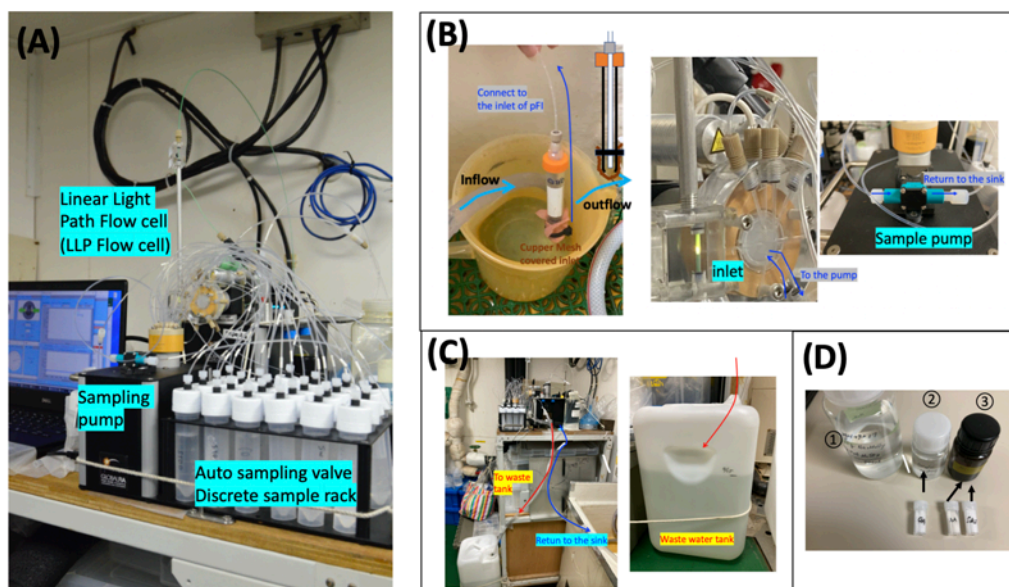 (A)
Linear Light
Path Flow cell
(LLP Flow cell)
Sampling
pump
Auto sampling valve
Discrete sample rack
(B)
Connect to
the inlet of pFI
Inflow
outflow
Cupper Mesh
covered inlet
inlet
To the pump
Return to the sink
Sample pump
(C)
To waste
tank
Retun to the sink
Waste water tank
(D)
①
②
③